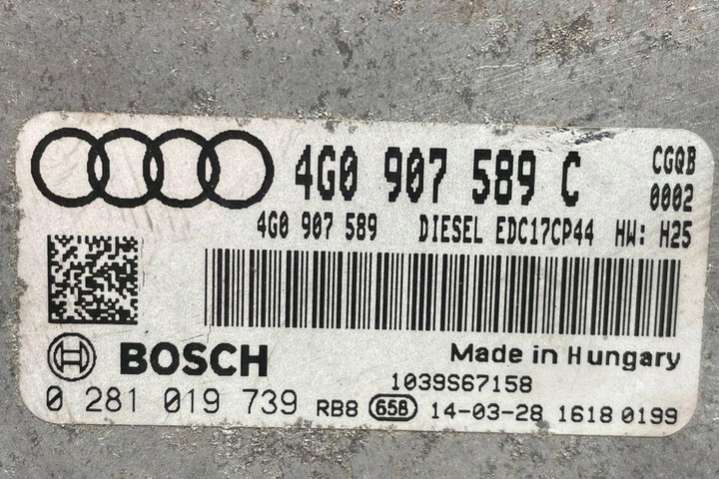 4G0 907 589 C CGQB
0002
4G0 907 589 DIESEL EDC17CP44 HW: H25
BOSCH Made in Hungary
1039S67158
0 281 019 739 RB8 658 14-03-28 1618 0199